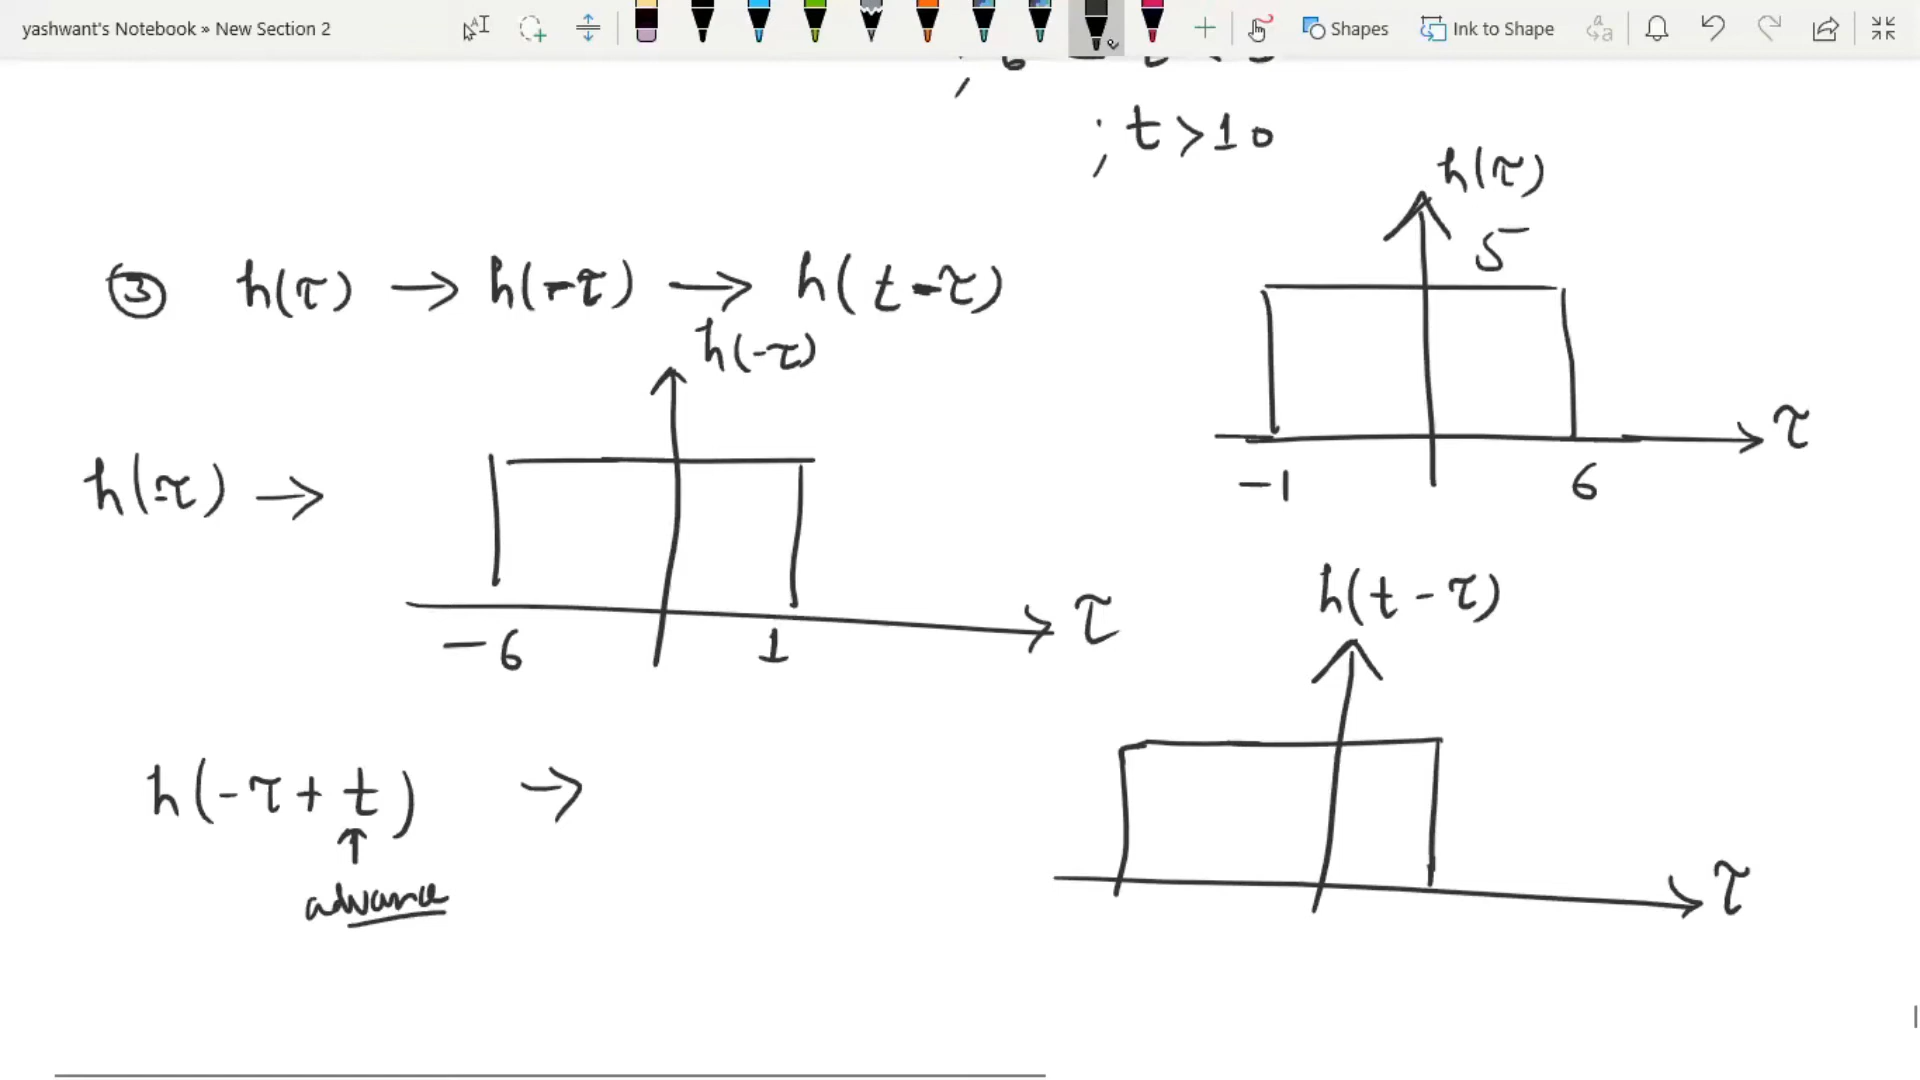 yashwant's Notebook » New Section 2
Shapes
Ink to Shape
; t > 10
h(τ)
5
③ h(τ) → h(-τ) → h(t-τ)
h(-τ)
τ
-1
6
h(-τ) →
τ
-6
1
h(t-τ)
h(-τ+t) →
↑
advance
τ